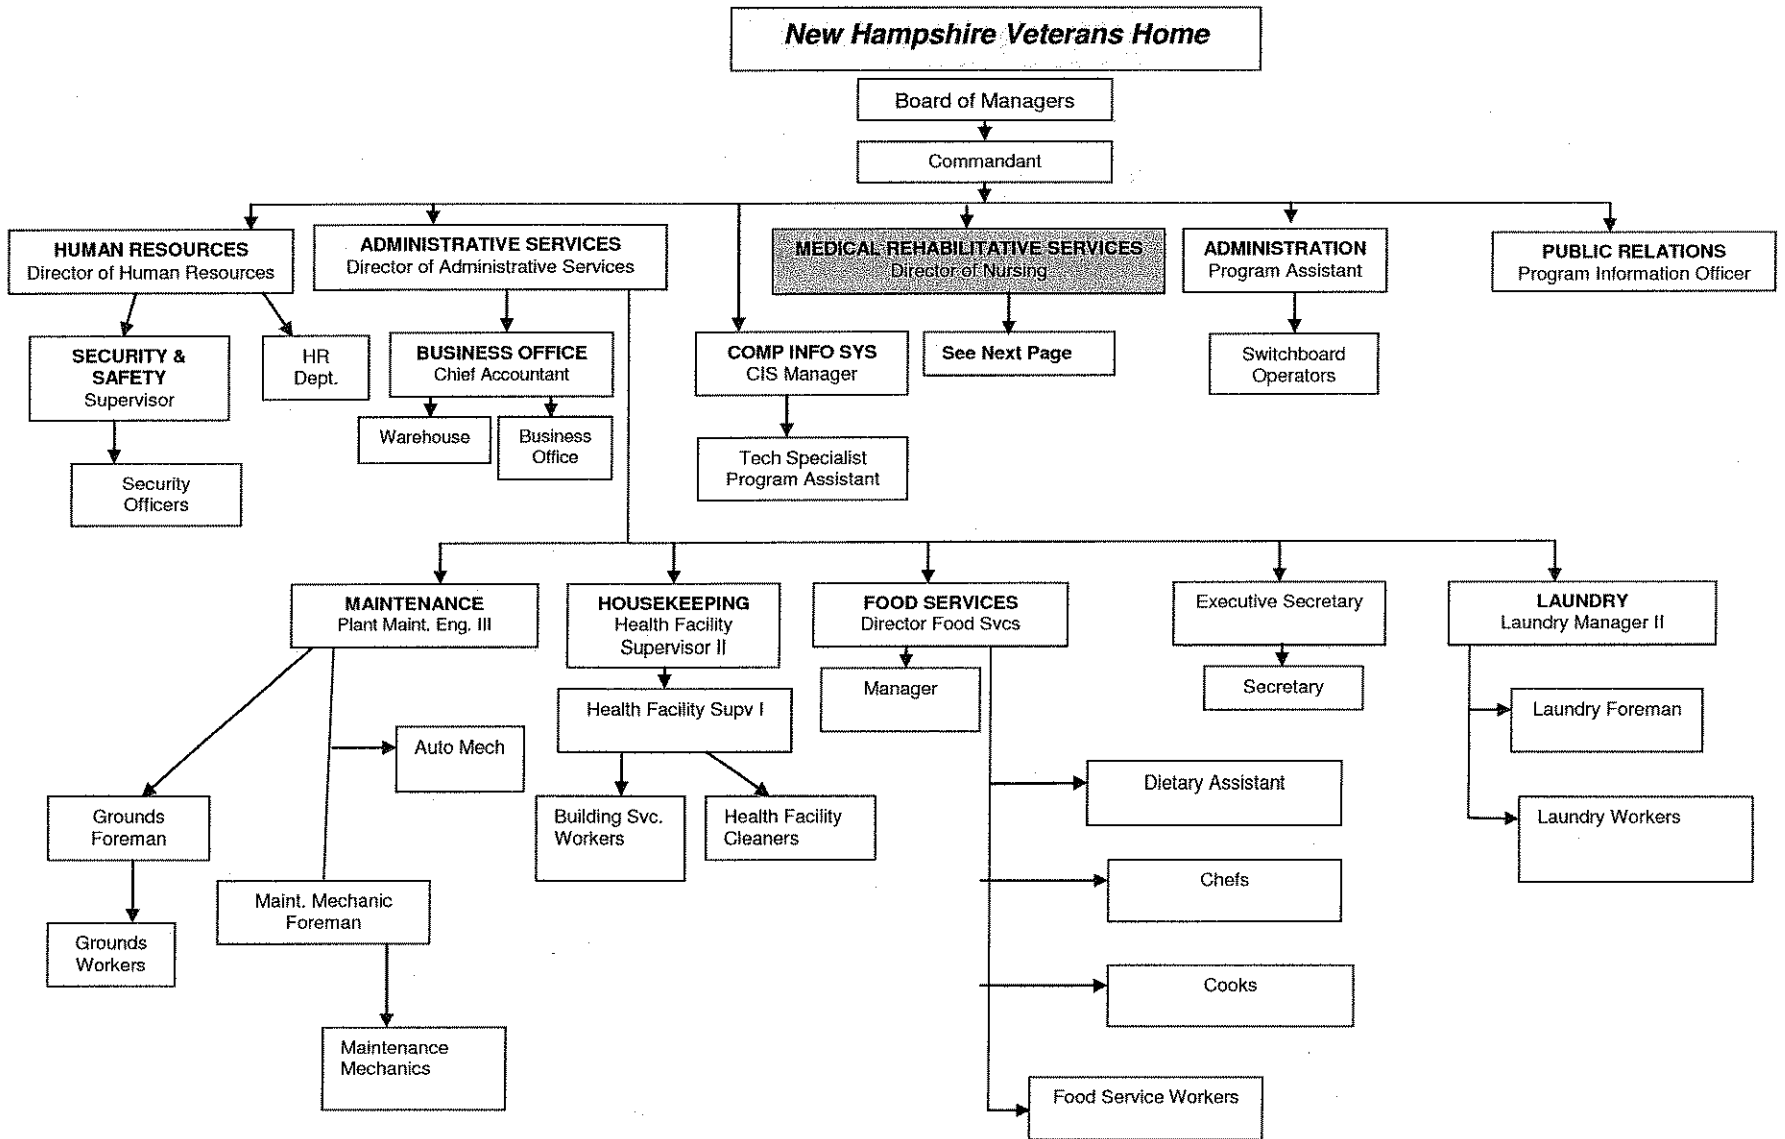 New Hampshire Veterans Home
Board of Managers
Commandant
HUMAN RESOURCES
Director of Human Resources
ADMINISTRATIVE SERVICES
Director of Administrative Services
MEDICAL REHABILITATIVE SERVICES
Director of Nursing
ADMINISTRATION
Program Assistant
PUBLIC RELATIONS
Program Information Officer
SECURITY &
SAFETY
Supervisor
HR
Dept.
BUSINESS OFFICE
Chief Accountant
COMP INFO SYS
CIS Manager
See Next Page
Switchboard
Operators
Warehouse
Business
Office
Tech Specialist
Program Assistant
Security
Officers
MAINTENANCE
Plant Maint. Eng. III
HOUSEKEEPING
Health Facility
Supervisor II
FOOD SERVICES
Director Food Svcs
Executive Secretary
LAUNDRY
Laundry Manager II
Manager
Secretary
Health Facility Supv I
Laundry Foreman
Auto Mech
Dietary Assistant
Grounds
Foreman
Building Svc.
Workers
Health Facility
Cleaners
Laundry Workers
Chefs
Maint. Mechanic
Foreman
Grounds
Workers
Cooks
Maintenance
Mechanics
Food Service Workers